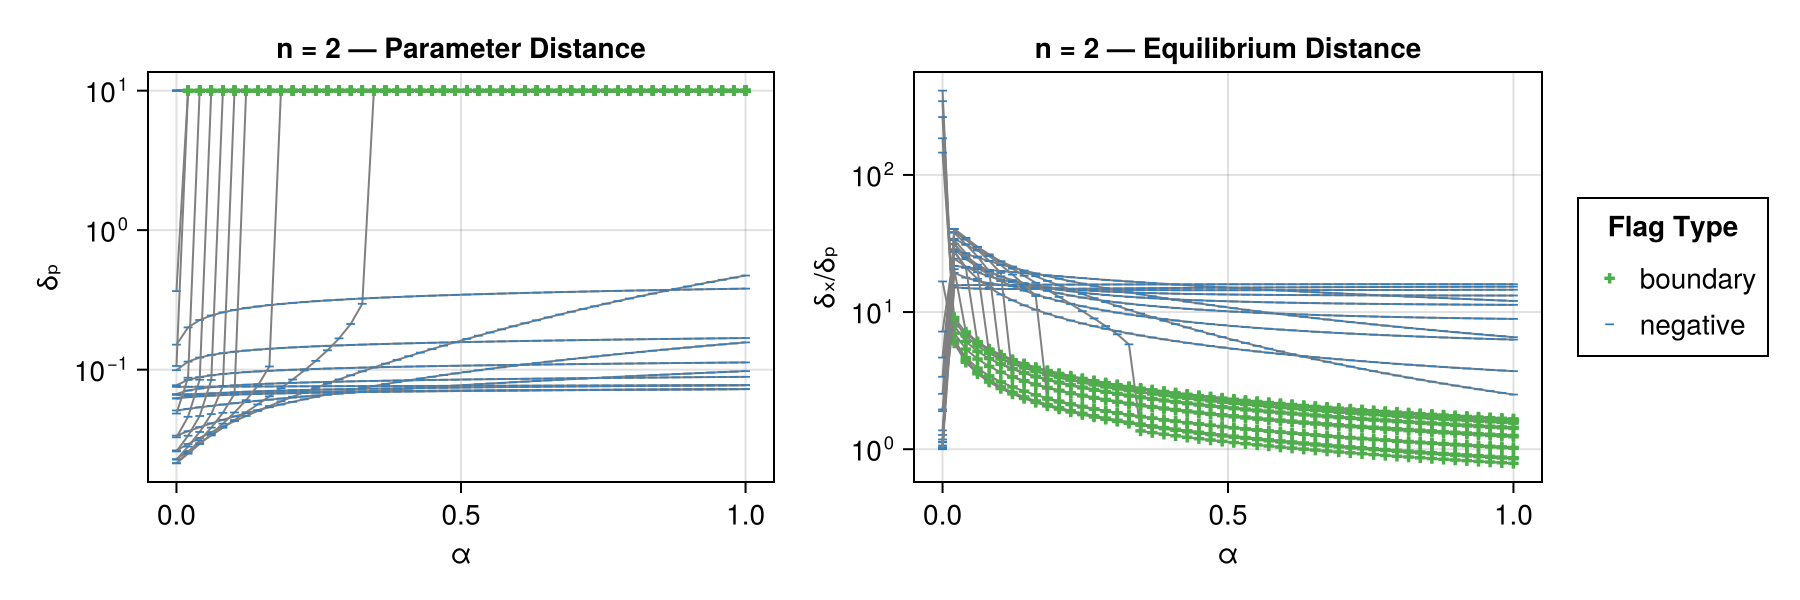 n = 2 — Parameter Distance
10¹
10⁰
10⁻¹
δₚ
0.0
0.5
1.0
α
n = 2 — Equilibrium Distance
10²
10¹
10⁰
δₓ/δₚ
0.0
0.5
1.0
α
Flag Type
boundary
negative